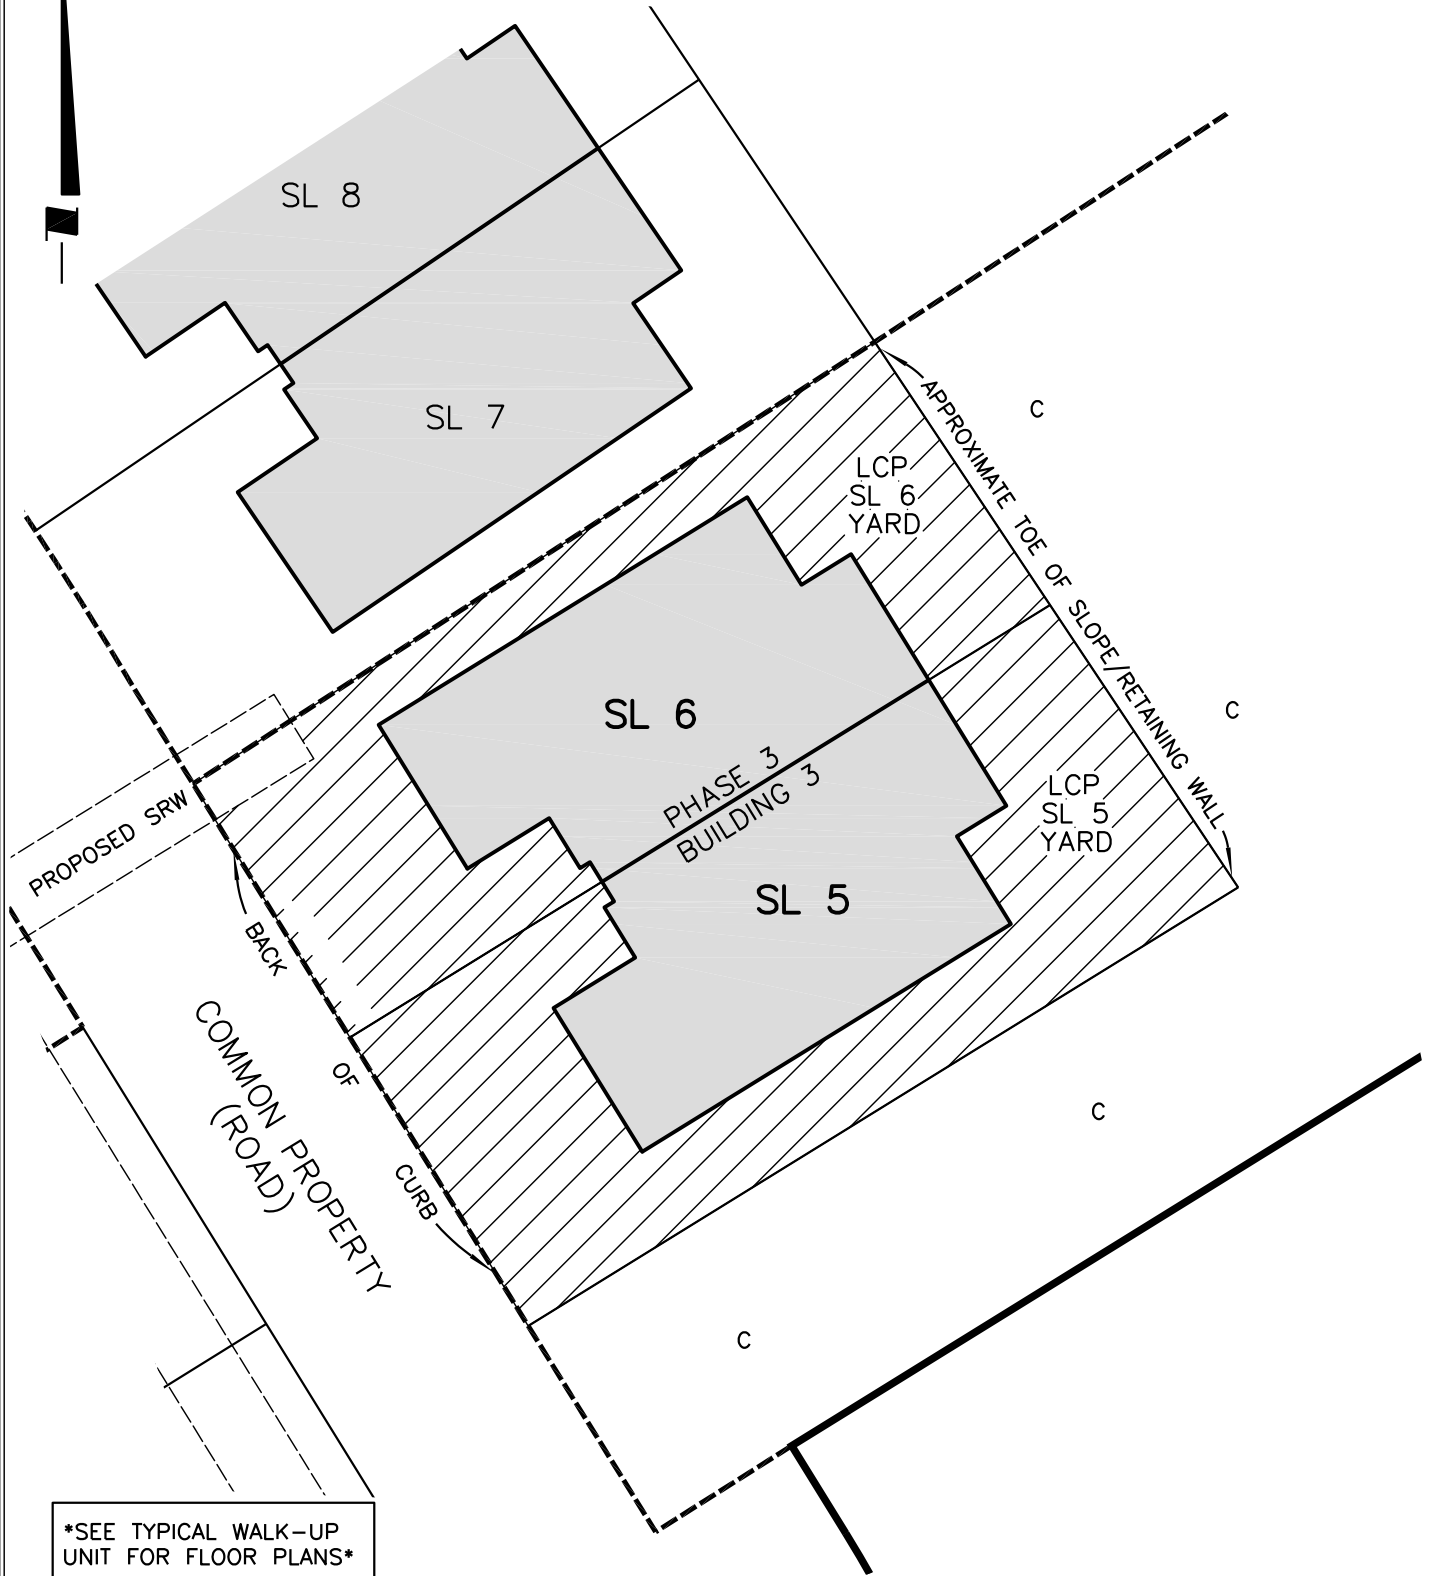 SL 8
SL 7
C
APPROXIMATE TOE OF SLOPE/RETAINING WALL
LCP
SL 6
YARD
SL 6
C
PHASE 3
BUILDING 3
LCP
SL 5
YARD
PROPOSED SRW
SL 5
BACK OF CURB
COMMON PROPERTY
(ROAD)
C
C
*SEE TYPICAL WALK-UP
UNIT FOR FLOOR PLANS*